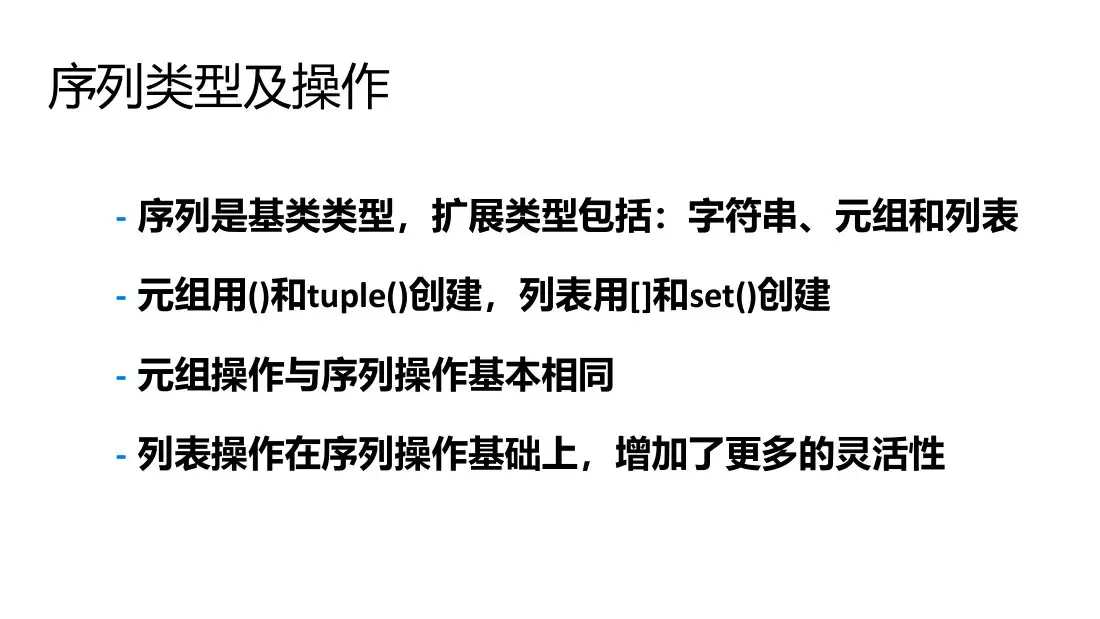 序列类型及操作
- 序列是基类类型，扩展类型包括：字符串、元组和列表
- 元组用()和tuple()创建，列表用[]和set()创建
- 元组操作与序列操作基本相同
- 列表操作在序列操作基础上，增加了更多的灵活性